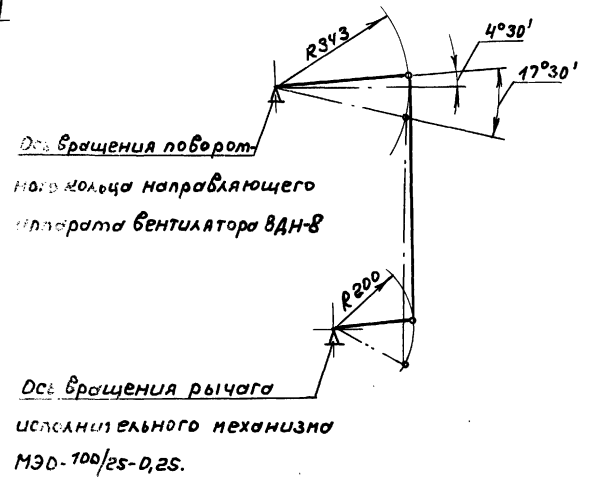 R343
4°30'
17°30'
Ось вращения поворот-
ного кольца направляющего
аппарата вентилятора ВДН-8
R200
Ось вращения рычага
исполнительного механизма
МЭО-100/25-0,25.